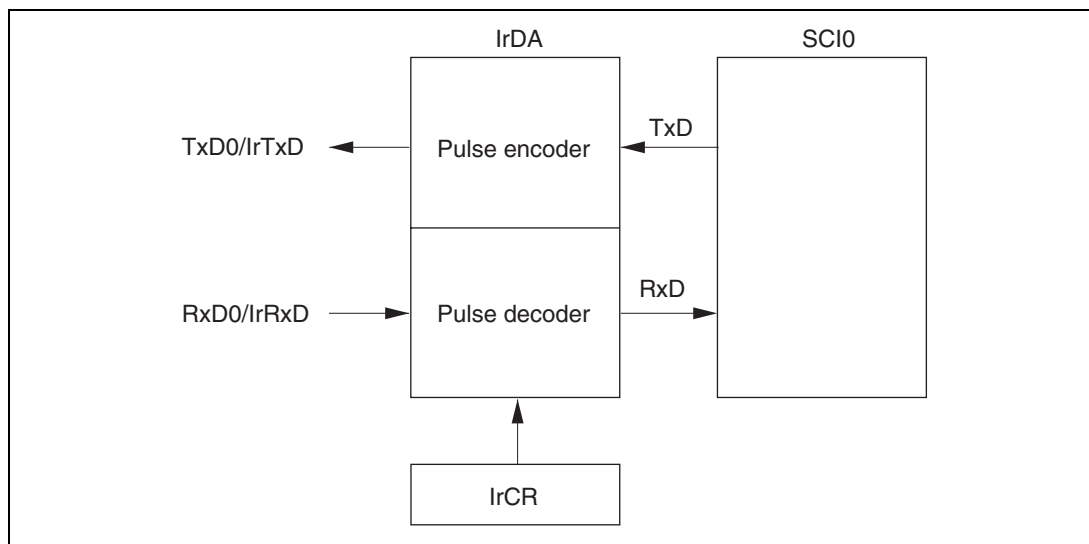 IrDA
SCI0
TxD0/IrTxD
Pulse encoder
TxD
RxD0/IrRxD
Pulse decoder
RxD
IrCR